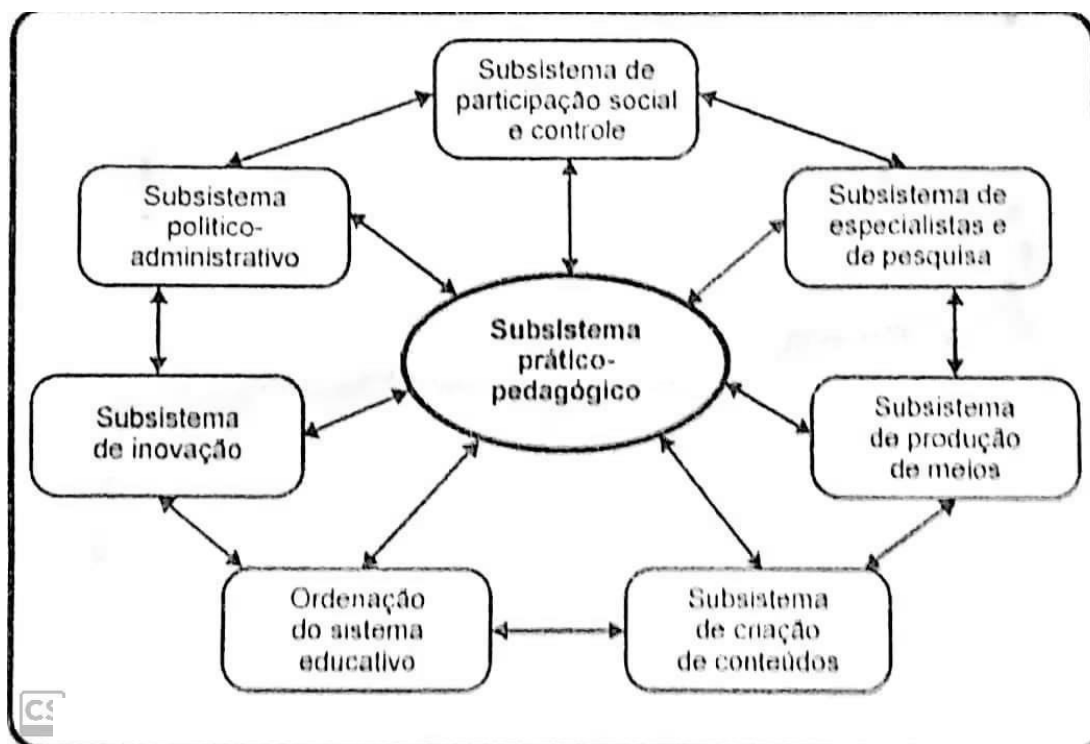 Subsistema de
participação social
e controle
Subsistema
político-
administrativo
Subsistema de
especialistas e
de pesquisa
Subsistema
prático-
pedagógico
Subsistema
de inovação
Subsistema
de produção
de meios
Ordenação
do sistema
educativo
Subsistema
de criação
de conteúdos
CS